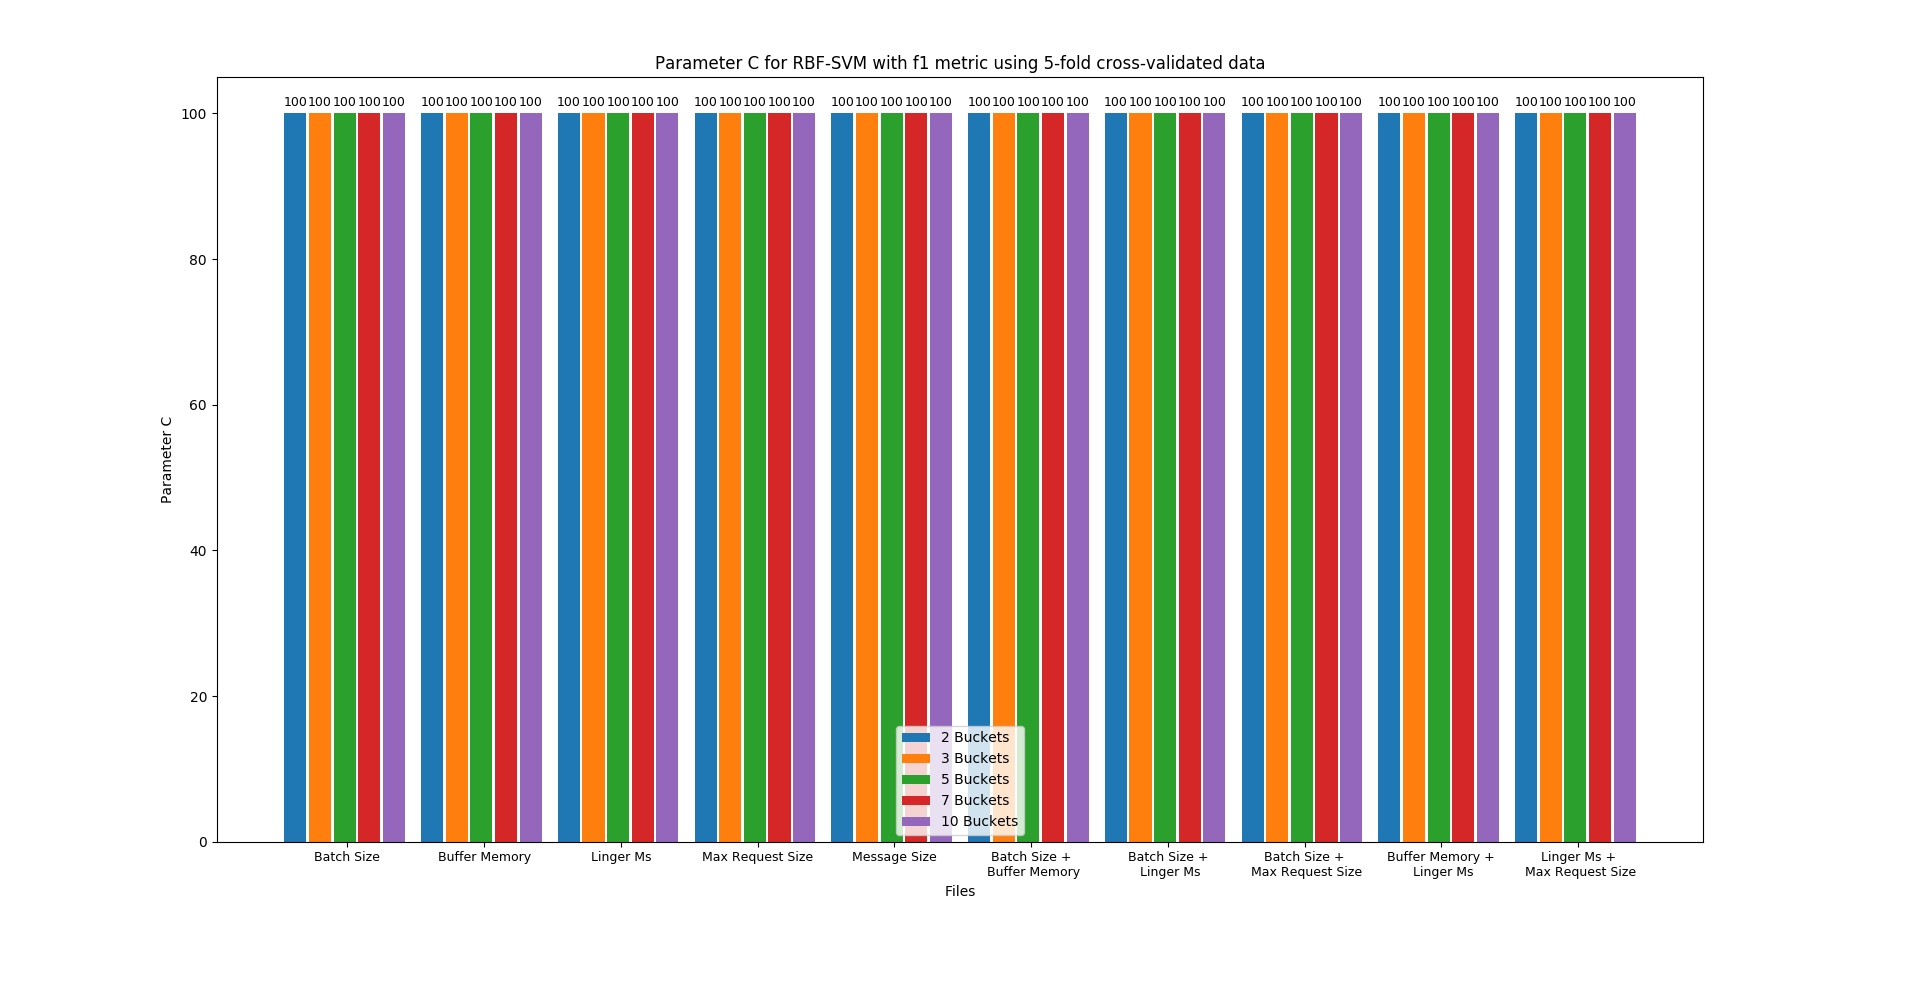 Parameter C for RBF-SVM with f1 metric using 5-fold cross-validated data
100 100 100 100 100 100 100 100 100 100 100 100 100 100 100 100 100 100 100 100 100 100 100 100 100 100 100 100 100 100 100 100 100 100 100 100 100 100 100 100 100 100 100 100 100 100 100 100 100 100
100
80
60
40
20
0
Parameter C
2 Buckets
3 Buckets
5 Buckets
7 Buckets
10 Buckets
Batch Size
Buffer Memory
Linger Ms
Max Request Size
Message Size
Batch Size +
Buffer Memory
Batch Size +
Linger Ms
Batch Size +
Max Request Size
Buffer Memory +
Linger Ms
Linger Ms +
Max Request Size
Files